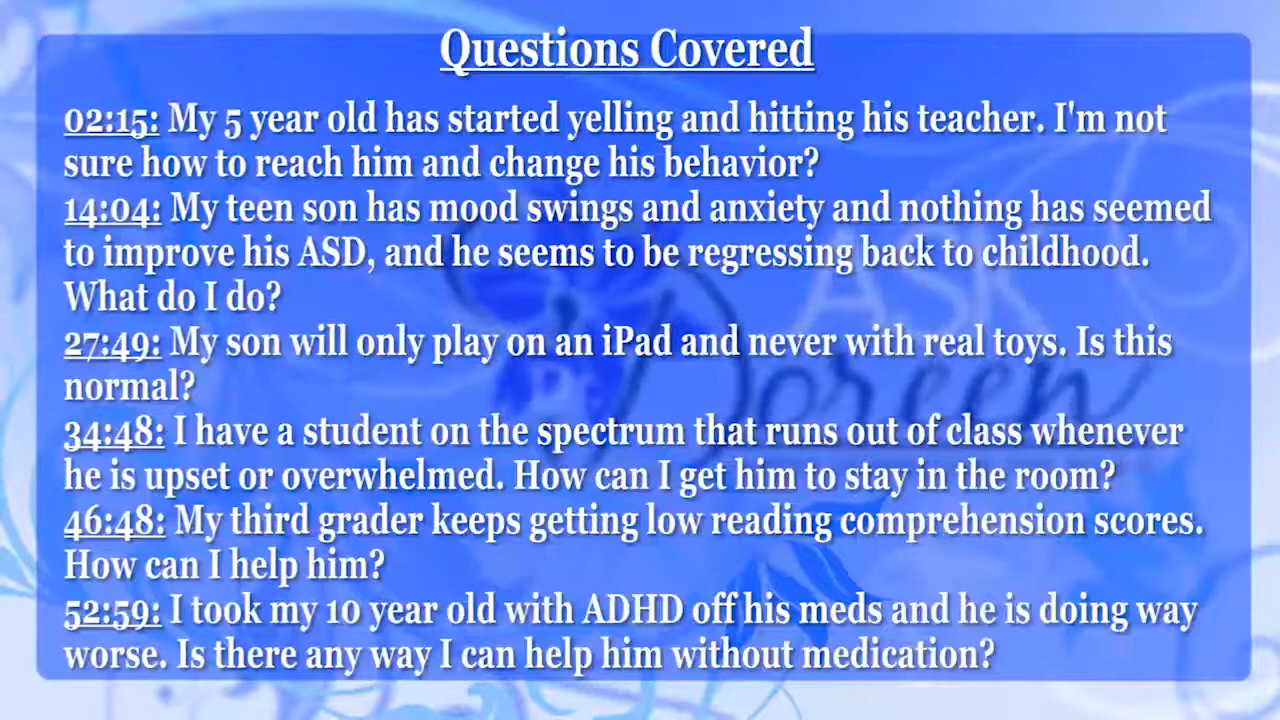 Questions Covered
02:15: My 5 year old has started yelling and hitting his teacher. I'm not
sure how to reach him and change his behavior?
14:04: My teen son has mood swings and anxiety and nothing has seemed
to improve his ASD, and he seems to be regressing back to childhood.
What do I do?
27:49: My son will only play on an iPad and never with real toys. Is this
normal?
34:48: I have a student on the spectrum that runs out of class whenever
he is upset or overwhelmed. How can I get him to stay in the room?
46:48: My third grader keeps getting low reading comprehension scores.
How can I help him?
52:59: I took my 10 year old with ADHD off his meds and he is doing way
worse. Is there any way I can help him without medication?
ASK
Dr.
Doreen